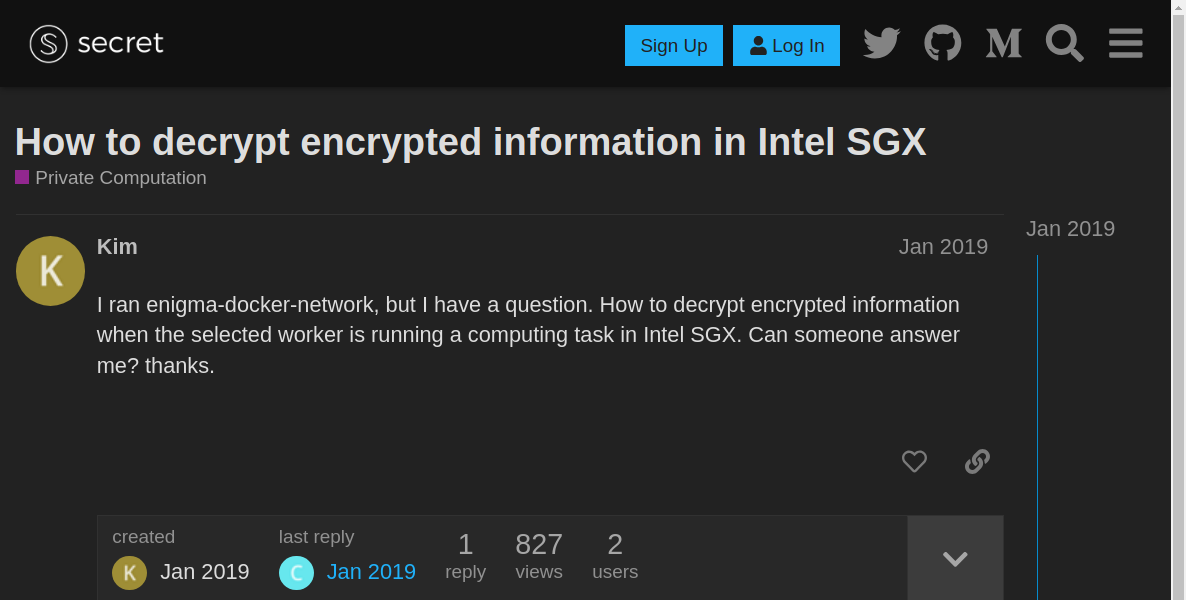 secret
Sign Up
Log In
How to decrypt encrypted information in Intel SGX
Private Computation
Jan 2019
K
Kim
Jan 2019
I ran enigma-docker-network, but I have a question. How to decrypt encrypted information
when the selected worker is running a computing task in Intel SGX. Can someone answer
me? thanks.
created
last reply
1
827
2
K
Jan 2019
C
Jan 2019
reply
views
users